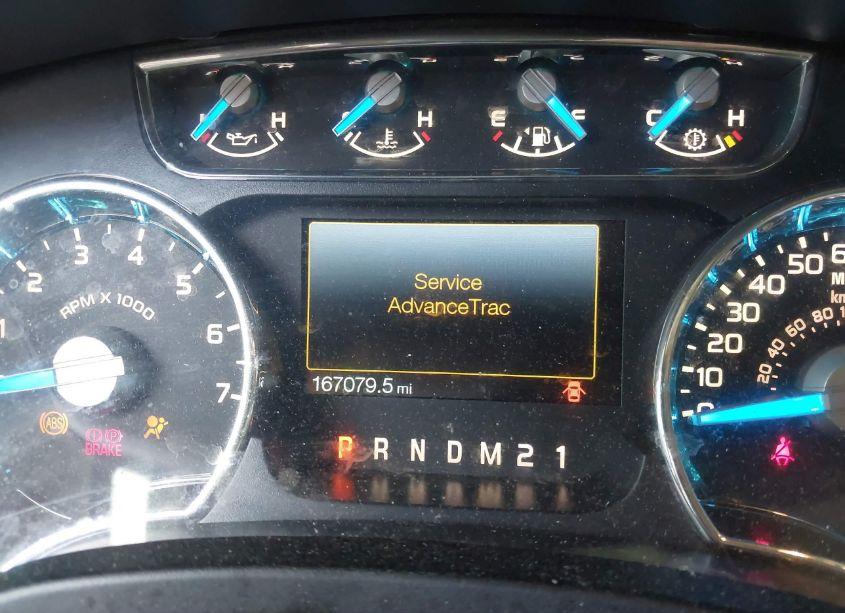 H
H
E F
C H
2 3 4 5 6 7
1
RPM X 1000
Service
AdvanceTrac
167079.5 mi
ABS
BRAKE
P R N D M 2 1
50
40
30
20
10
0
20 40 60 80